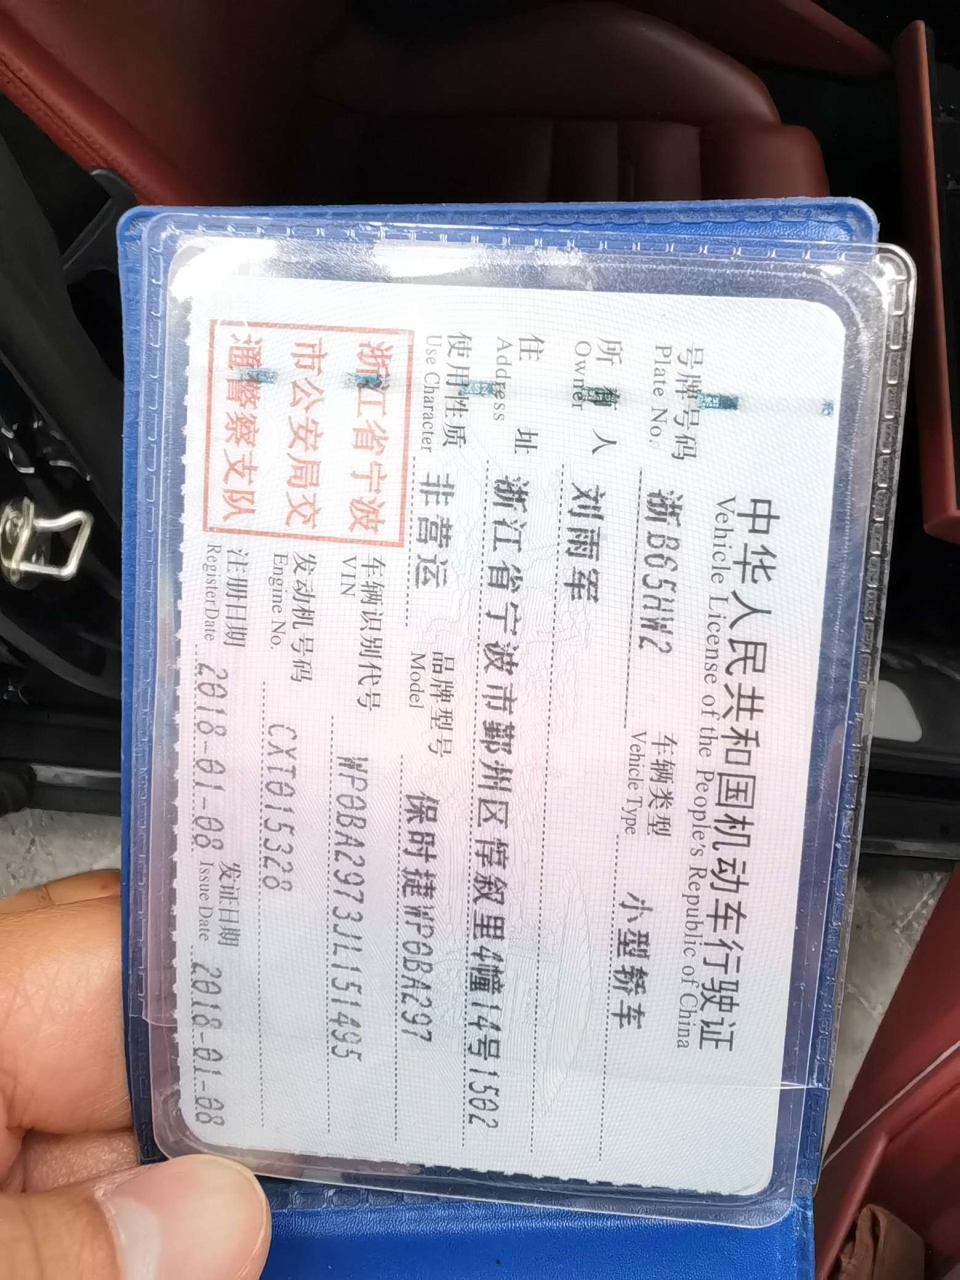 中华人民共和国机动车行驶证
Vehicle License of the People's Republic of China
号牌号码 浙B65HW2 车辆类型 小型轿车
Plate No. Vehicle Type
所有人 刘雨军
Owner
住址 浙江省宁波市鄞州区惇叙里4幢14号1502
Address
使用性质 非营运 品牌型号 保时捷WP0BA297
Use Character Model
浙江省宁波
市公安局交
通警察支队
车辆识别代号 WP0BA2973JL151495
VIN
发动机号码 CXT015328
Engine No.
注册日期 2018-01-08 发证日期 2018-01-08
Register Date Issue Date